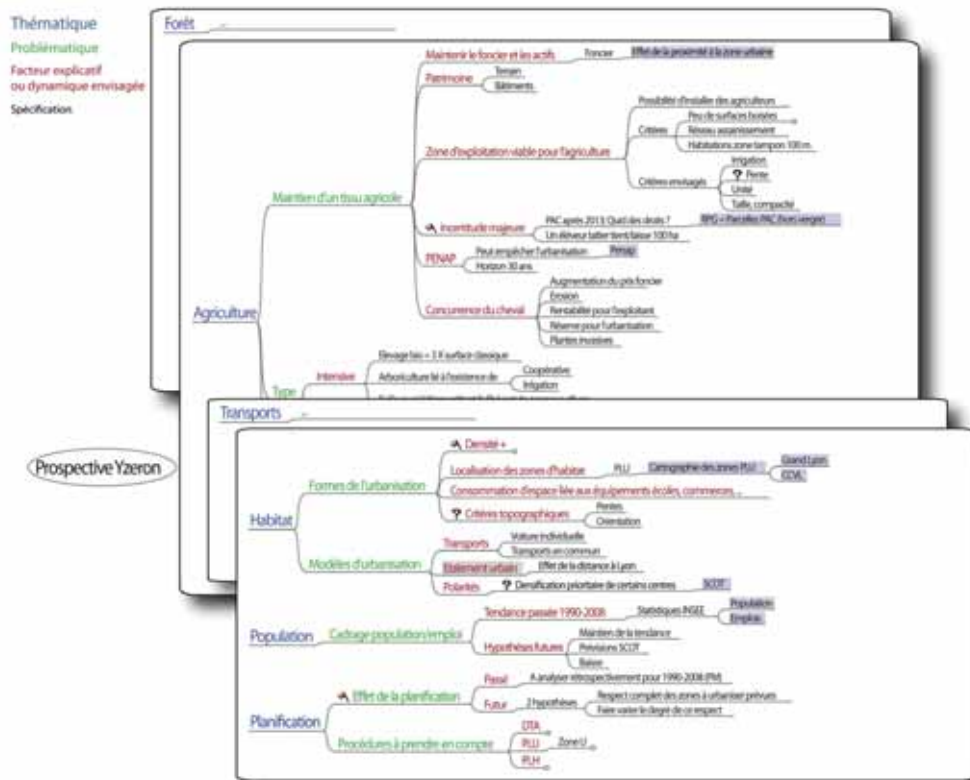 Thématique
Problématique
Facteur explicatif
ou dynamique envisagée
Spécification
Forêt
Maintenir le foncier et les actifs
Foncier
Effet de la proximité à la zone urbaine
Patrimoine
Terrain
Bâtiments
Possibilité d'installer des agriculteurs
Zone d'exploitation viable pour l'agriculture
Critères
Peu de surfaces boisées
Réseau assainissement
Habitations zone tampon 100 m.
Critères envisagés
Irrigation
? Pente
Unité
Taille, compacité
Maintien d'un tissu agricole
Incertitude majeure
PAC après 2013: Quid des droits ?
RPG = Parcelles PAC (hors verger)
Un éleveur laitier tient/laisse 100 ha
PENAP
Peut empêcher l'urbanisation
Penap
Horizon 30 ans
Concurrence du cheval
Augmentation du prix foncier
Erosion
Rentabilité pour l'exploitant
Réserve pour l'urbanisation
Plantes invasives
Agriculture
Type
Intensive
Elevage bio = 3 X surface classique
Arboriculture lié à l'existence de
Coopérative
Irrigation
Transports
Prospective Yzeron
Habitat
Formes de l'urbanisation
Densité +
Localisation des zones d'habitat
PLU
Cartographie des zones PLU
Grand Lyon
CCVL
Consommation d'espace liée aux équipements écoles, commerces, ...
? Critères topographiques
Pentes
Orientation
Modèles d'urbanisation
Transports
Voiture individuelle
Transports en commun
Etalement urbain
Effet de la distance à Lyon
Polarités
? Densification prioritaire de certains centres
SCOT
Population
Cadrage population/emploi
Tendance passée 1990-2008
Statistiques INSEE
Population
Emplois
Hypothèses futures
Maintien de la tendance
Prévisions SCOT
Baisse
Planification
Effet de la planification
Passé
A analyser rétrospectivement pour 1990-2008 (PM)
Futur
2 hypothèses
Respect complet des zones à urbaniser prévues
Faire varier le degré de ce respect
Procédures à prendre en compte
DTA
PLU
Zone U
PLH